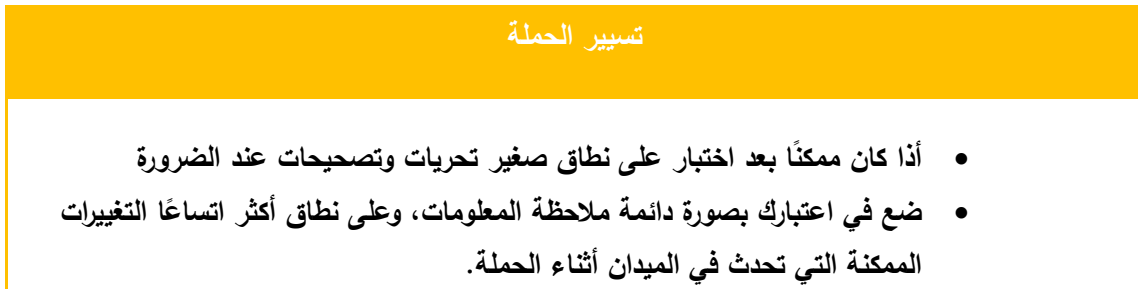 تسيير الحملة
• أذا كان ممكنًا بعد اختبار على نطاق صغير تحريات وتصحيحات عند الضرورة
• ضع في اعتبارك بصورة دائمة ملاحظة المعلومات، وعلى نطاق أكثر اتساعًا التغييرات
الممكنة التي تحدث في الميدان أثناء الحملة.